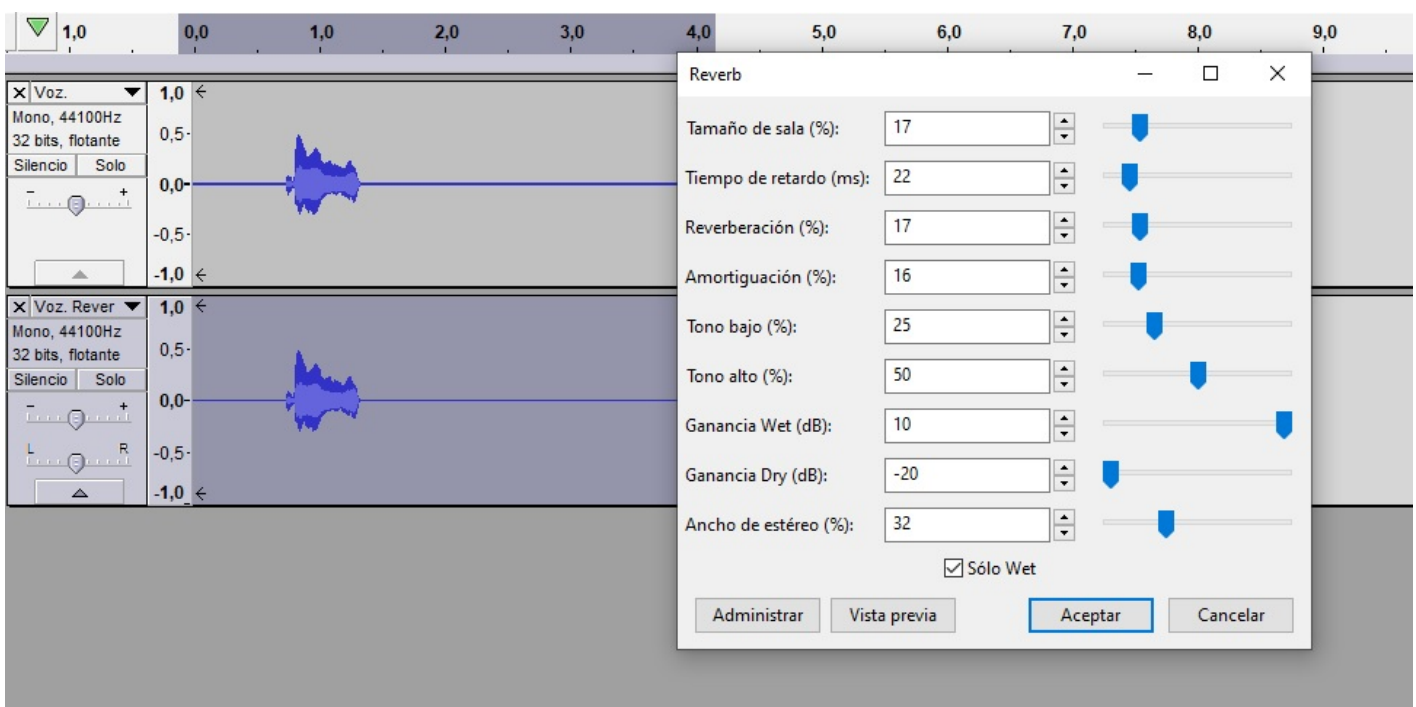 1,0 0,0 1,0 2,0 3,0 4,0 5,0 6,0 7,0 8,0 9,0
X Voz.
Mono, 44100Hz
32 bits, flotante
Silencio Solo
- +
1,0
0,5-
0,0-
-0,5-
-1,0
X Voz. Rever
Mono, 44100Hz
32 bits, flotante
Silencio Solo
- +
L R
1,0
0,5-
0,0-
-0,5-
-1,0
Reverb
Tamaño de sala (%): 17
Tiempo de retardo (ms): 22
Reverberación (%): 17
Amortiguación (%): 16
Tono bajo (%): 25
Tono alto (%): 50
Ganancia Wet (dB): 10
Ganancia Dry (dB): -20
Ancho de estéreo (%): 32
Sólo Wet
Administrar Vista previa Aceptar Cancelar